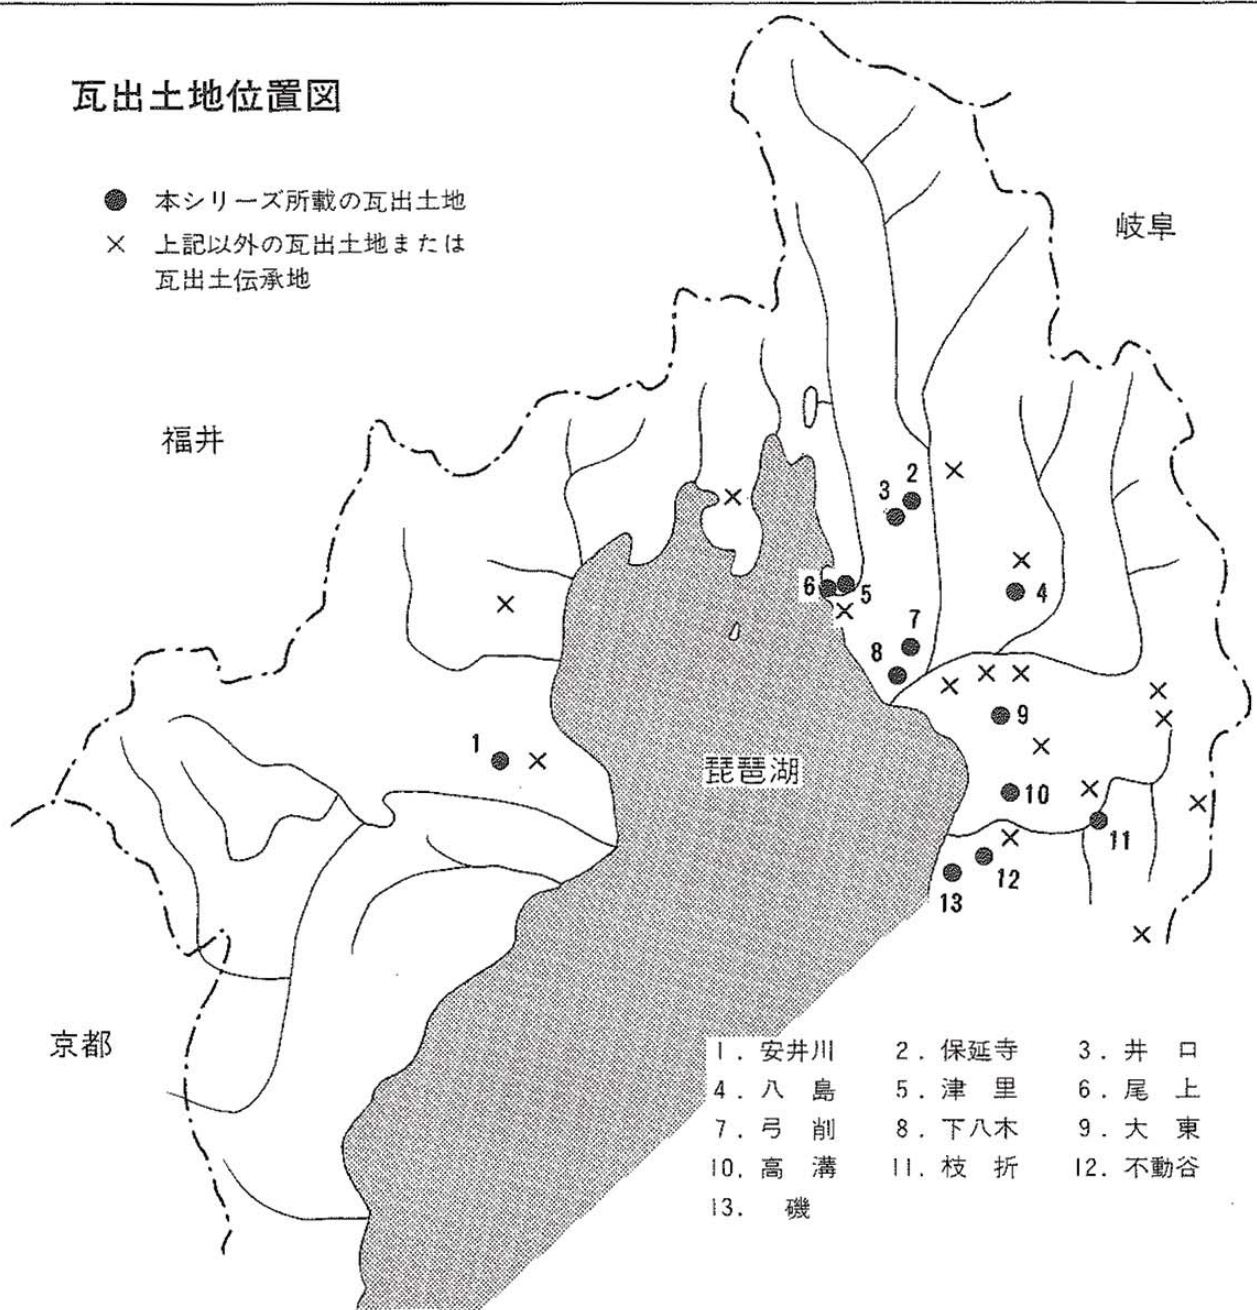 瓦出土地位置図
● 本シリーズ所載の瓦出土地
× 上記以外の瓦出土地または
瓦出土伝承地
岐阜
福井
2
3
6
5
4
7
8
9
1
琵琶湖
10
11
12
13
京都
1. 安井川 2. 保延寺 3. 井 口
4. 八 島 5. 津 里 6. 尾 上
7. 弓 削 8. 下八木 9. 大 東
10. 高 溝 11. 枝 折 12. 不動谷
13. 磯